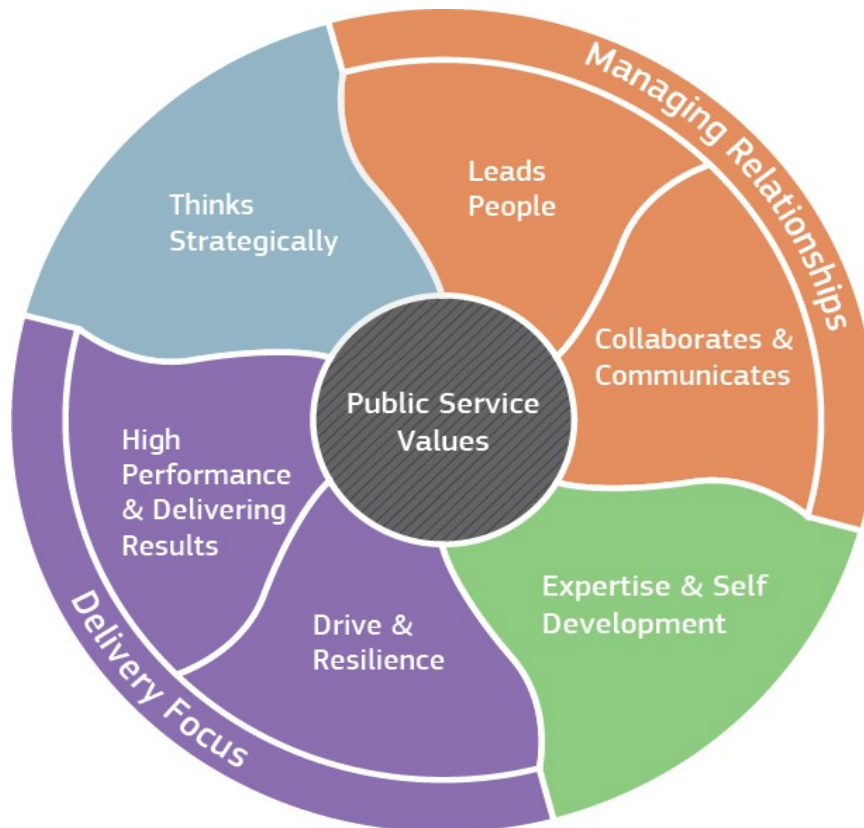 Managing Relationships
Leads
People
Thinks
Strategically
Collaborates &
Communicates
Public Service
Values
High
Performance
& Delivering
Results
Expertise & Self
Development
Drive &
Resilience
Delivery Focus